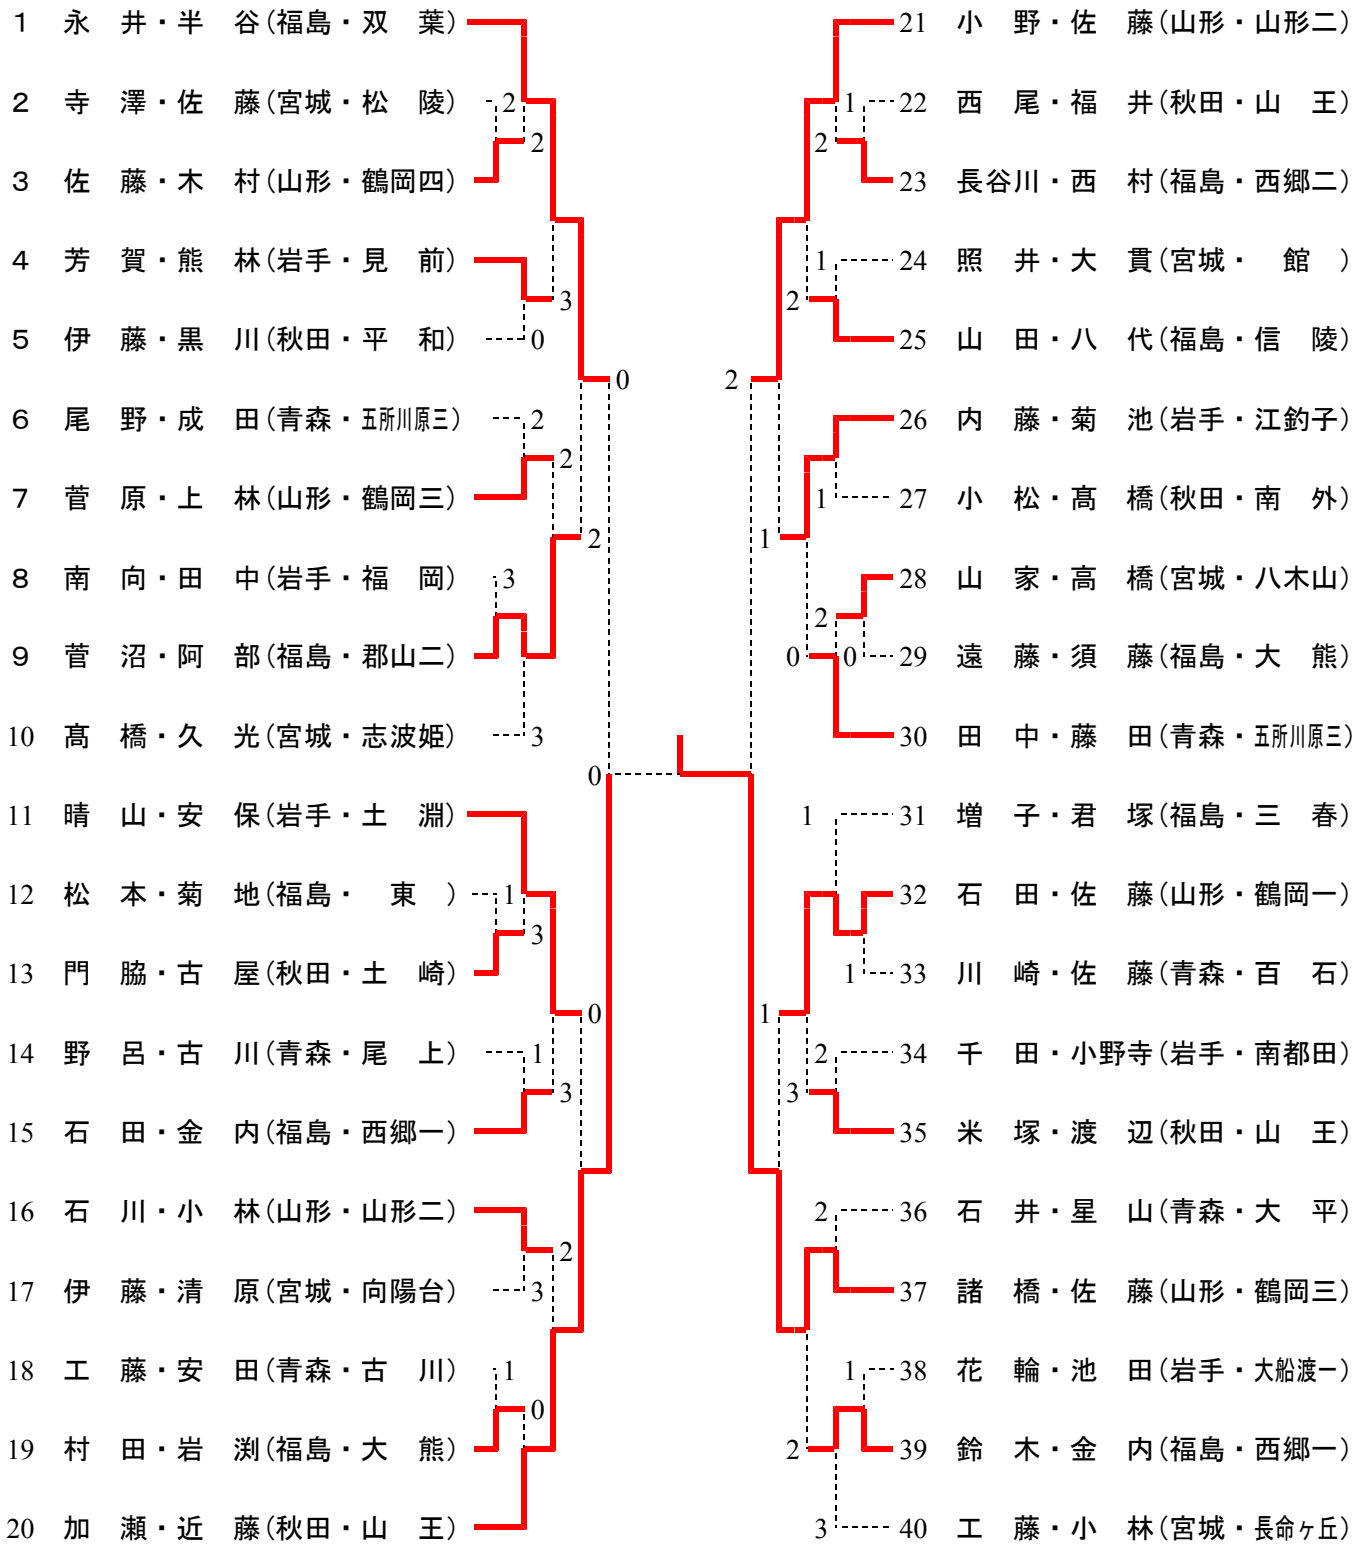 1 永 井・半 谷(福島・双 葉)
2 寺 澤・佐 藤(宮城・松 陵)
2
2
3 佐 藤・木 村(山形・鶴岡四)
4 芳 賀・熊 林(岩手・見 前)
3
5 伊 藤・黒 川(秋田・平 和)
0
0
6 尾 野・成 田(青森・五所川原三)
2
2
7 菅 原・上 林(山形・鶴岡三)
2
8 南 向・田 中(岩手・福 岡)
3
9 菅 沼・阿 部(福島・郡山二)
10 髙 橋・久 光(宮城・志波姫)
3
0
11 晴 山・安 保(岩手・土 淵)
12 松 本・菊 地(福島・ 東 )
1
3
13 門 脇・古 屋(秋田・土 崎)
0
14 野 呂・古 川(青森・尾 上)
1
3
15 石 田・金 内(福島・西郷一)
16 石 川・小 林(山形・山形二)
2
17 伊 藤・清 原(宮城・向陽台)
3
18 工 藤・安 田(青森・古 川)
1
0
19 村 田・岩 渕(福島・大 熊)
20 加 瀬・近 藤(秋田・山 王)
21 小 野・佐 藤(山形・山形二)
1
22 西 尾・福 井(秋田・山 王)
2
23 長谷川・西 村(福島・西郷二)
1
24 照 井・大 貫(宮城・ 館 )
2
25 山 田・八 代(福島・信 陵)
2
26 内 藤・菊 池(岩手・江釣子)
1
27 小 松・髙 橋(秋田・南 外)
1
28 山 家・高 橋(宮城・八木山)
2
0
0
29 遠 藤・須 藤(福島・大 熊)
30 田 中・藤 田(青森・五所川原三)
1
31 増 子・君 塚(福島・三 春)
32 石 田・佐 藤(山形・鶴岡一)
1
33 川 崎・佐 藤(青森・百 石)
1
2
34 千 田・小野寺(岩手・南都田)
3
35 米 塚・渡 辺(秋田・山 王)
2
36 石 井・星 山(青森・大 平)
37 諸 橋・佐 藤(山形・鶴岡三)
1
38 花 輪・池 田(岩手・大船渡一)
2
39 鈴 木・金 内(福島・西郷一)
3
40 工 藤・小 林(宮城・長命ヶ丘)